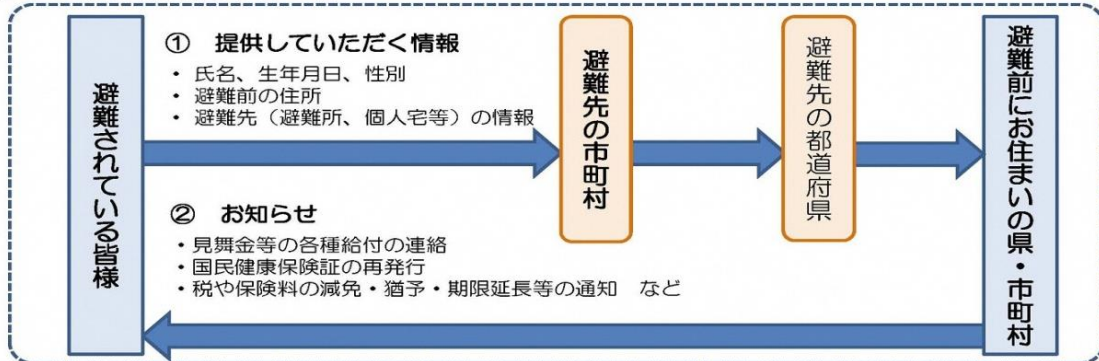 避難されている皆様
① 提供していただく情報
・ 氏名、生年月日、性別
・ 避難前の住所
・ 避難先（避難所、個人宅等）の情報
避難先の市町村
避難先の都道府県
避難前にお住まいの県・市町村
② お知らせ
・見舞金等の各種給付の連絡
・国民健康保険証の再発行
・税や保険料の減免・猶予・期限延長等の通知　など